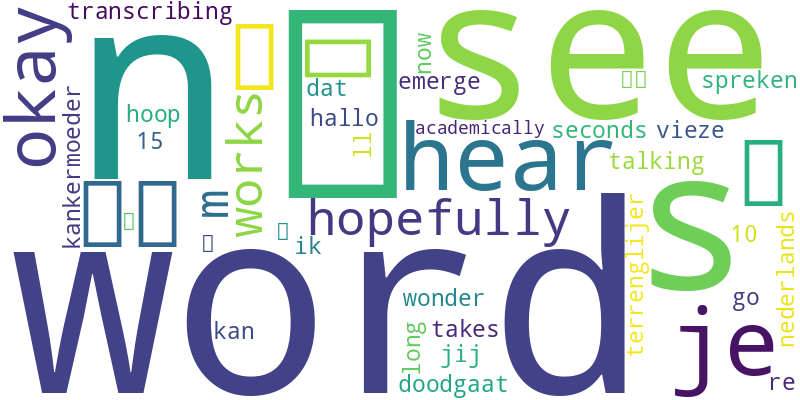 transcribing
okay
n
see
works
now
emerge
spreken
dat
hoop
hallo
15
ll
academically
seconds
vieze
hear
talking
kankermoeder
m
hopefully
s
ik
terrenglijer
10
nederlands
word
wonder
go
kan
long
takes
je
jij
doodgaat
re